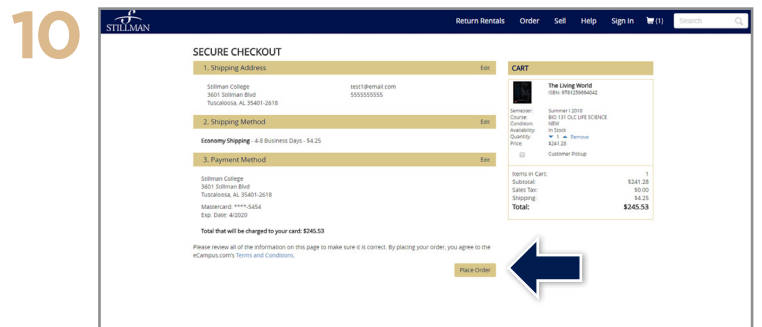 10
STILLMAN
Return Rentals Order Sell Help Sign In (1) Search
SECURE CHECKOUT
1. Shipping Address Edit
Stillman College test1@email.com
3601 Stillman Blvd 5555555555
Tuscaloosa, AL 35401-2618
2. Shipping Method Edit
Economy Shipping - 4-8 Business Days - $4.25
3. Payment Method Edit
Stillman College
3601 Stillman Blvd
Tuscaloosa, AL 35401-2618
Mastercard: ****-5454
Exp. Date: 4/2020
Total that will be charged to your card: $245.53
Please review all of the information on this page to make sure it is correct. By placing your order, you agree to the
eCampus.com's Terms and Conditions.
Place Order
CART
The Living World
ISBN: 9781259694042
Semester: Summer I 2018
Course: BIO 131 OLC LIFE SCIENCE
Condition: NEW
Availability: In Stock
Quantity: 1 Remove
Price: $241.28
Customer Pickup
Items in Cart: 1
Subtotal: $241.28
Sales Tax: $0.00
Shipping: $4.25
Total: $245.53